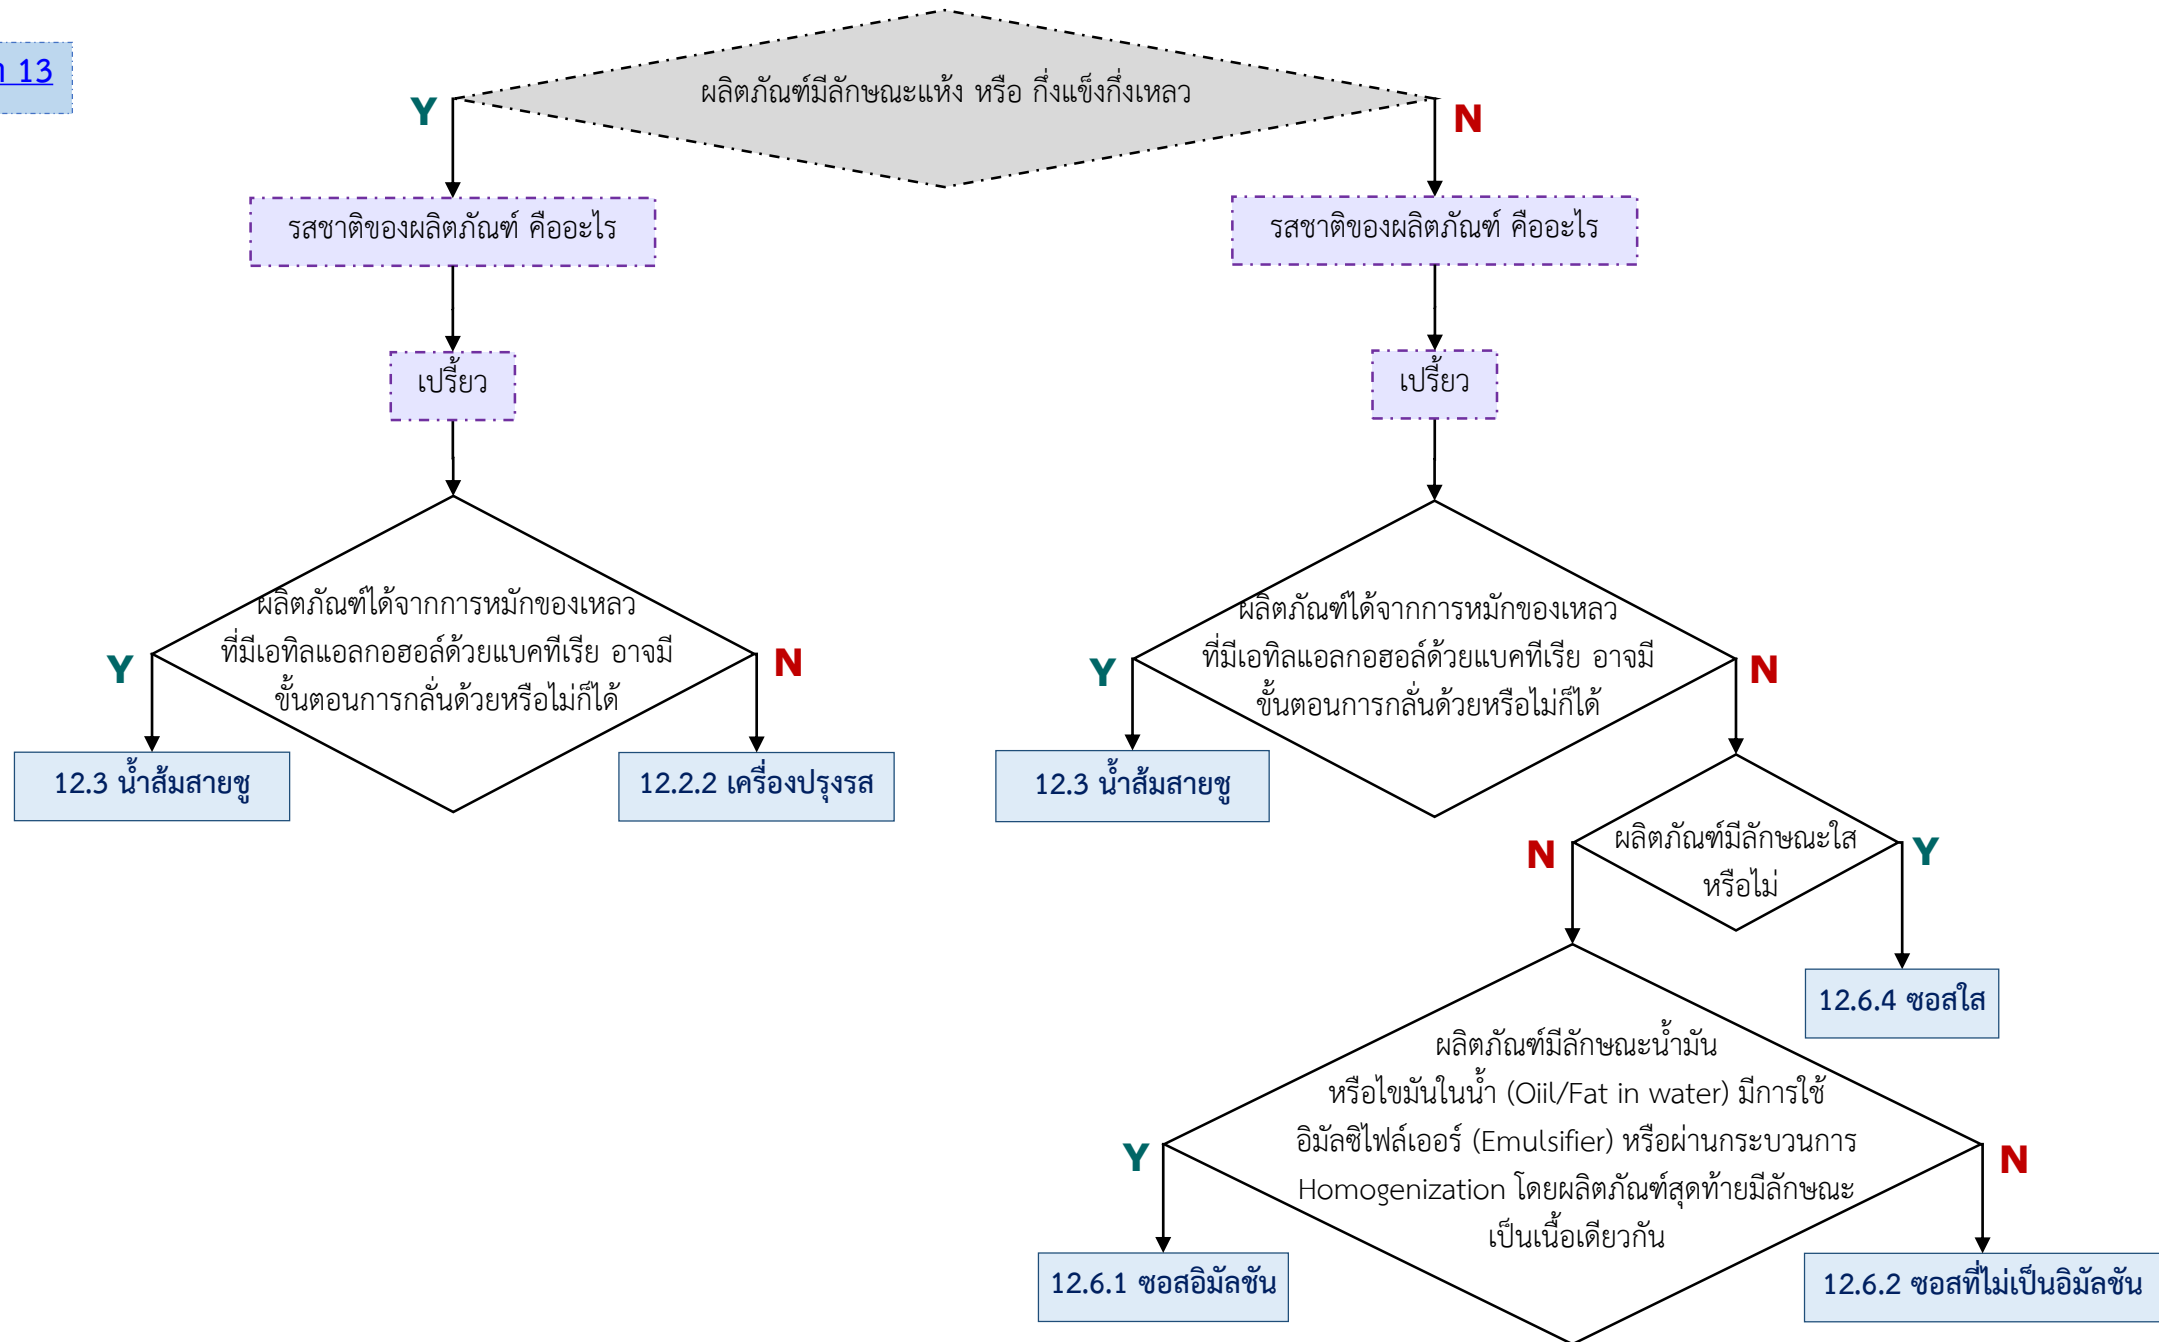 13
ผลิตภัณฑ์มีลักษณะแห้ง หรือ กึ่งแข็งกึ่งเหลว
Y
N
รสชาติของผลิตภัณฑ์ คืออะไร
รสชาติของผลิตภัณฑ์ คืออะไร
เปรี้ยว
เปรี้ยว
ผลิตภัณฑ์ได้จากการหมักของเหลว
ที่มีเอทิลแอลกอฮอล์ด้วยแบคทีเรีย อาจมี
ขั้นตอนการกลั่นด้วยหรือไม่ก็ได้
Y
N
ผลิตภัณฑ์ได้จากการหมักของเหลว
ที่มีเอทิลแอลกอฮอล์ด้วยแบคทีเรีย อาจมี
ขั้นตอนการกลั่นด้วยหรือไม่ก็ได้
Y
N
12.3 น้ำส้มสายชู
12.2.2 เครื่องปรุงรส
12.3 น้ำส้มสายชู
ผลิตภัณฑ์มีลักษณะใส
หรือไม่
N
Y
12.6.4 ซอสใส
ผลิตภัณฑ์มีลักษณะน้ำมัน
หรือไขมันในน้ำ (Oiil/Fat in water) มีการใช้
อิมัลซิไฟล์เออร์ (Emulsifier) หรือผ่านกระบวนการ
Homogenization โดยผลิตภัณฑ์สุดท้ายมีลักษณะ
เป็นเนื้อเดียวกัน
Y
N
12.6.1 ซอสอิมัลชัน
12.6.2 ซอสที่ไม่เป็นอิมัลชัน